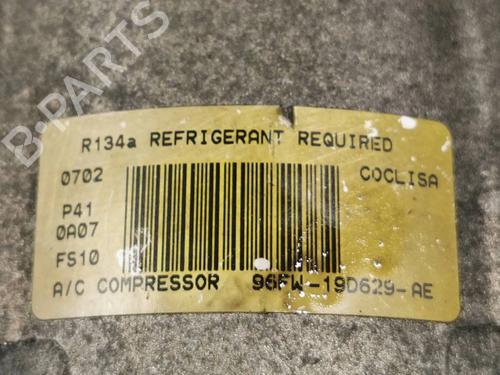 B-PARTS
R134a REFRIGERANT REQUIRED
0702 COCLISA
P41
0A07
FS10
A/C COMPRESSOR 96FW-19D629-AE